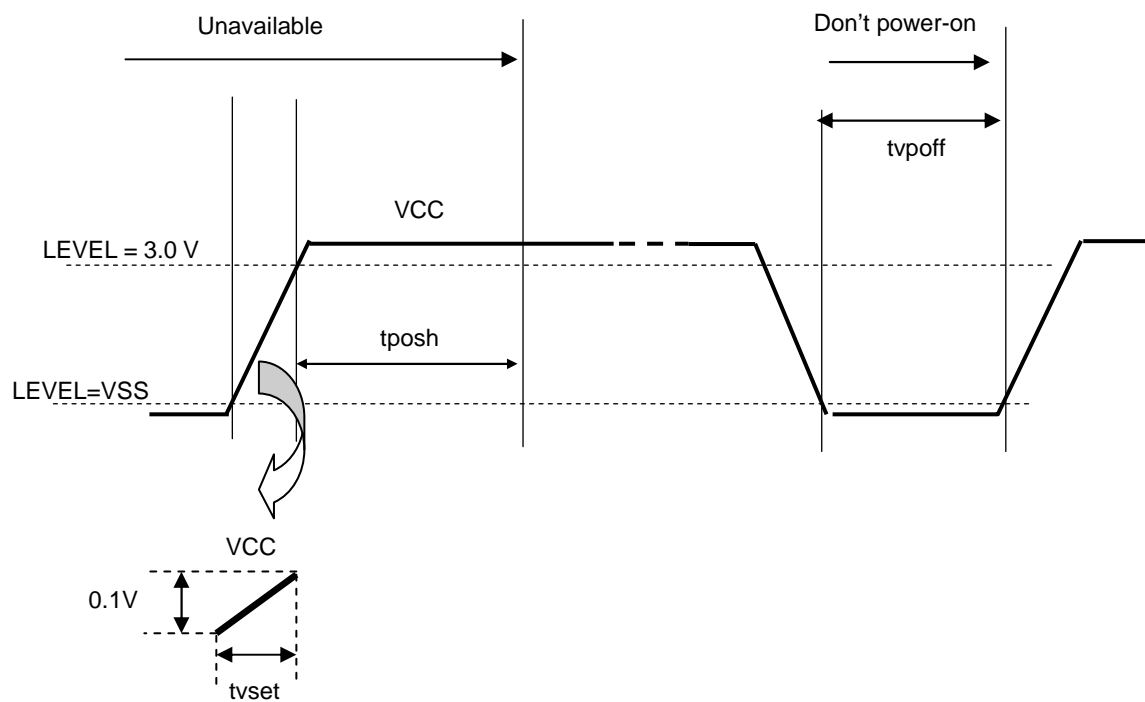 Unavailable
Don't power-on
tvpoff
VCC
LEVEL = 3.0 V
tposh
LEVEL=VSS
VCC
0.1V
tvset